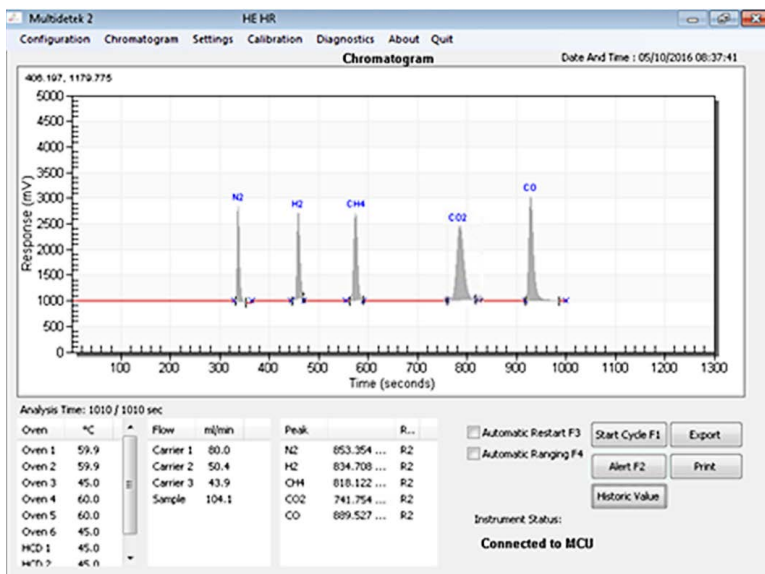 Multidetek 2 HE HR
Configuration Chromatogram Settings Calibration Diagnostics About Quit
Chromatogram Date And Time : 05/10/2016 08:37:41
406.197, 1179.775
5000
4500
4000
3500
3000
2500
2000
1500
1000
500
0
Response (mV)
N2 H2 CH4 CO2 CO
100 200 300 400 500 600 700 800 900 1000 1100 1200 1300
Time (seconds)
Analysis Time: 1010 / 1010 sec
Oven °C Flow ml/min Peak R...
Oven 1 59.9 Carrier 1 80.0 N2 853.354 ... R2
Oven 2 59.9 Carrier 2 50.4 H2 834.708 ... R2
Oven 3 45.0 Carrier 3 43.9 CH4 818.122 ... R2
Oven 4 60.0 Sample 104.1 CO2 741.754 ... R2
Oven 5 60.0 CO 889.527 ... R2
Oven 6 45.0
HCD 1 45.0
HCD 2 45.0
Automatic Restart F3 Start Cycle F1 Export
Automatic Ranging F4 Alert F2 Print
Historic Value
Instrument Status:
Connected to MCU